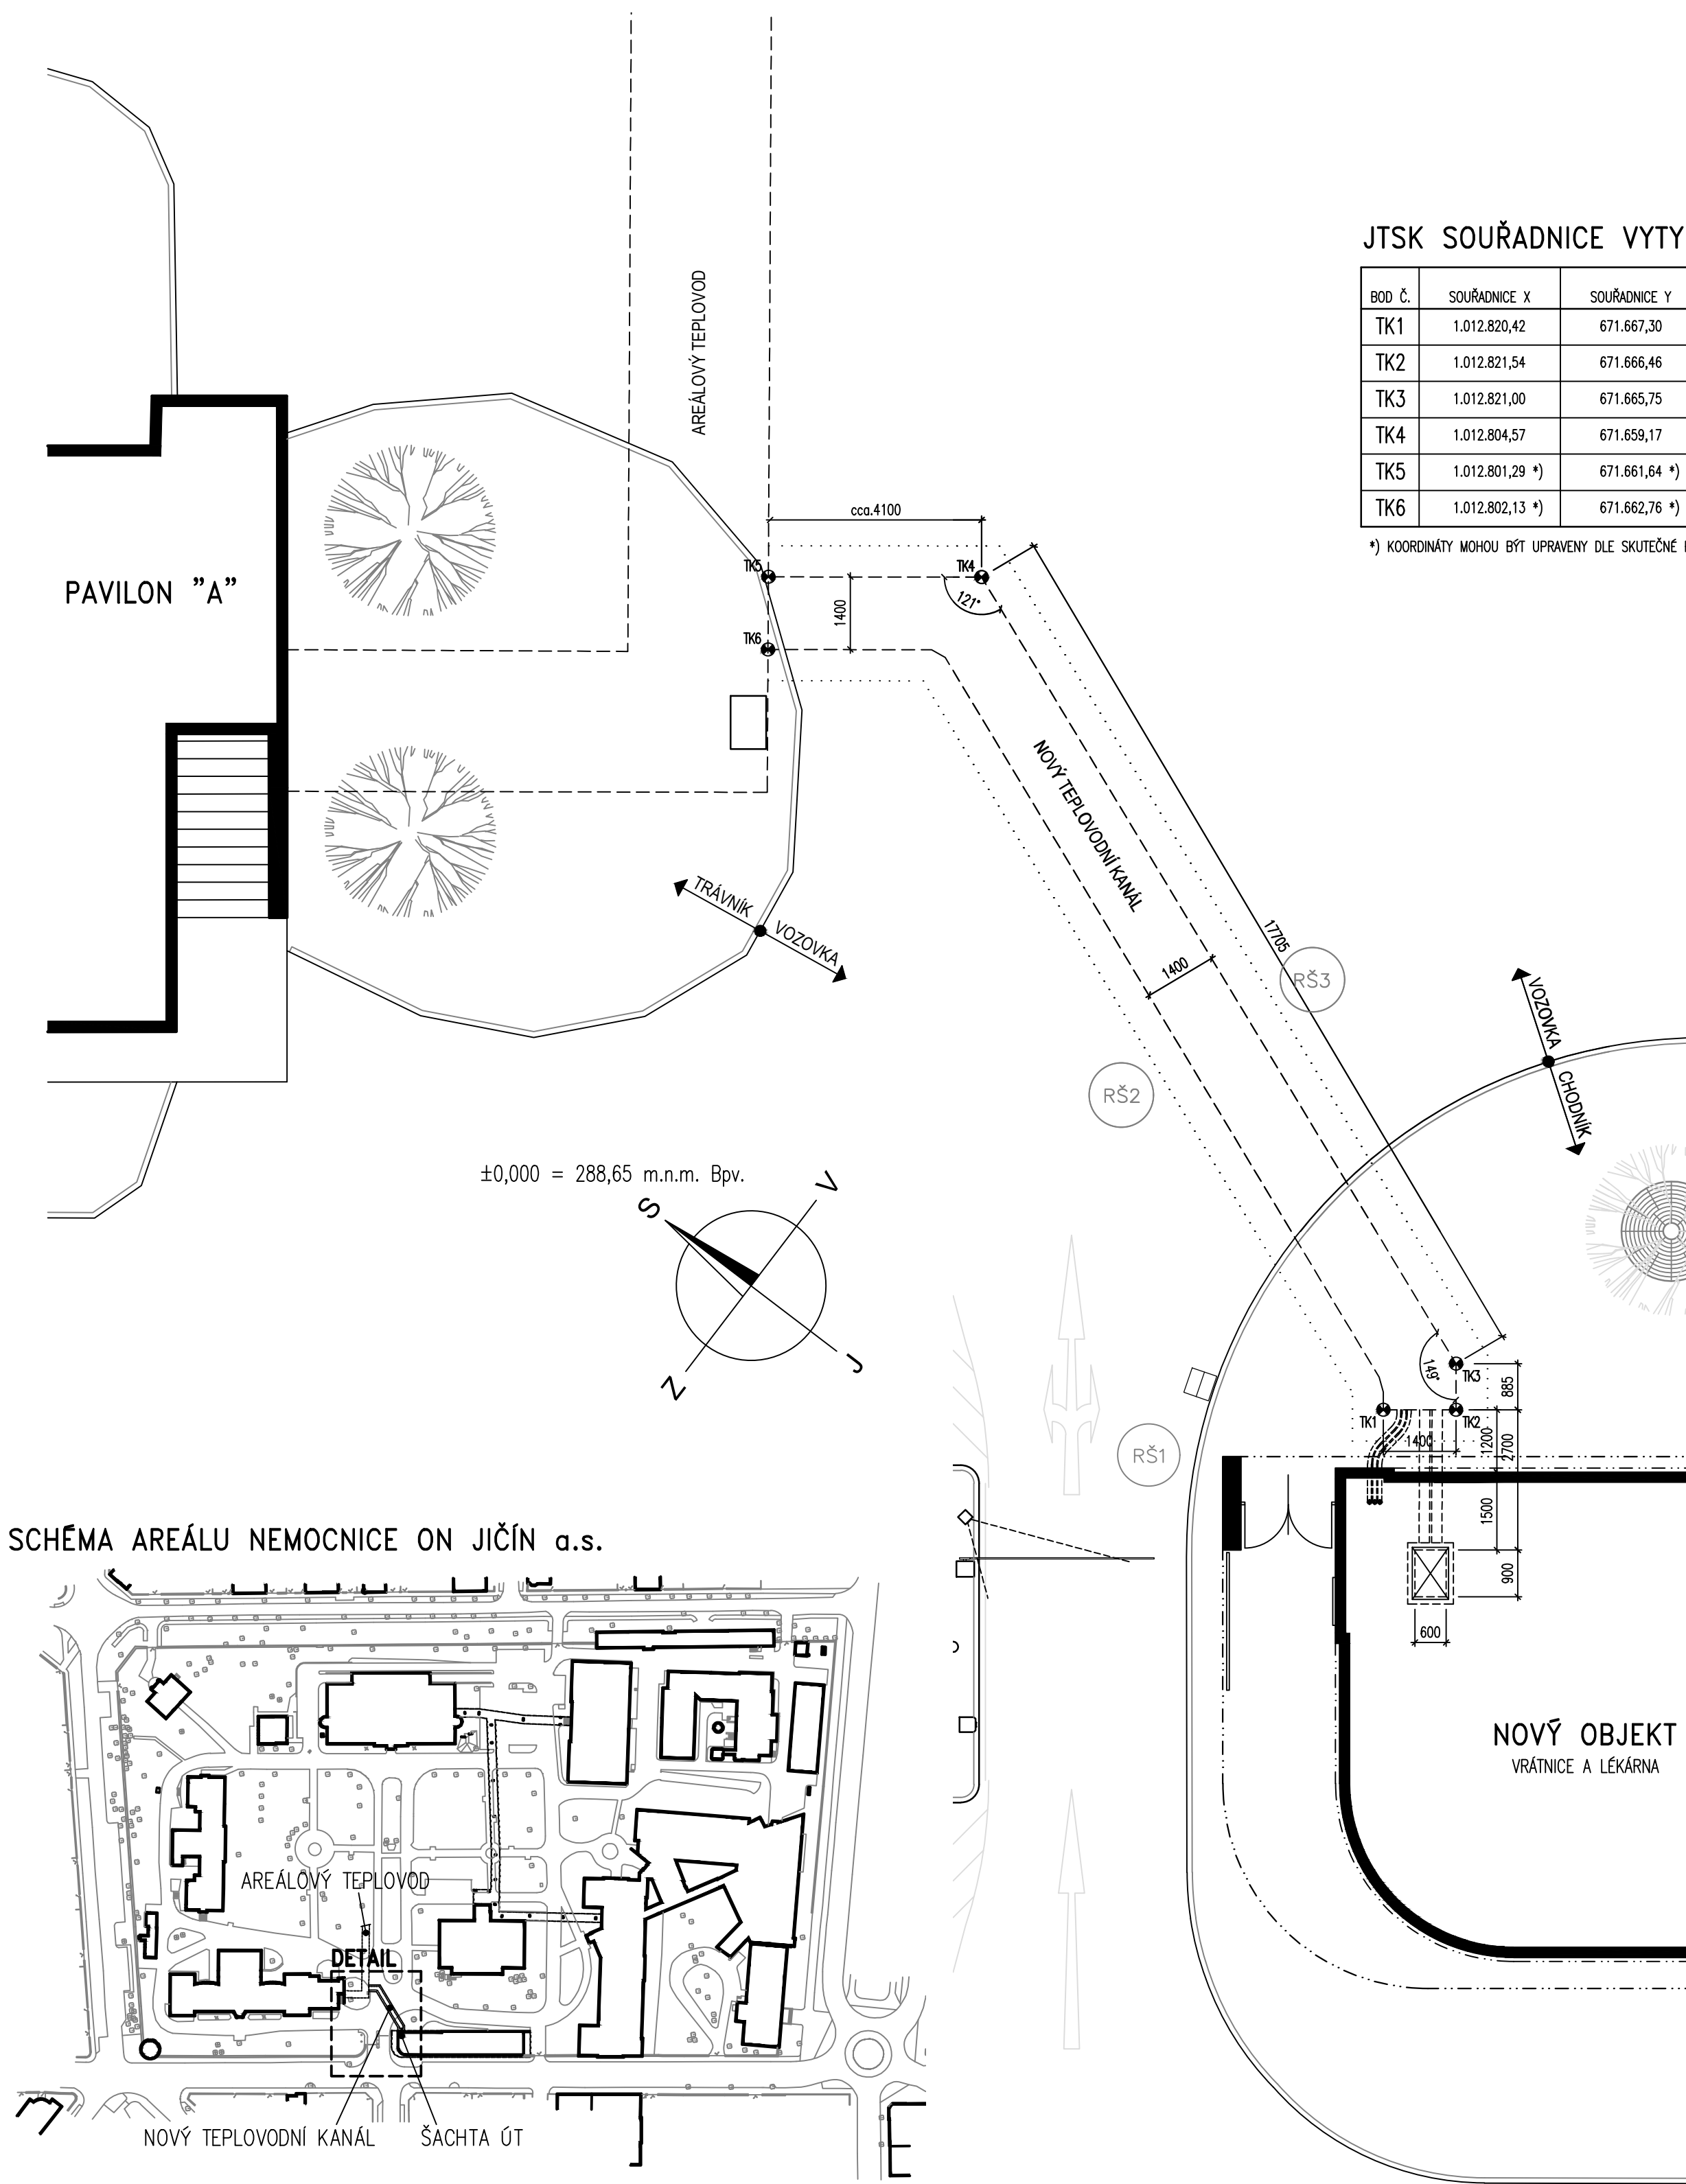 JTSK SOUŘADNICE VYTY
BOD Č. SOUŘADNICE X SOUŘADNICE Y
TK1 1.012.820,42 671.667,30
TK2 1.012.821,54 671.666,46
TK3 1.012.821,00 671.665,75
TK4 1.012.804,57 671.659,17
TK5 1.012.801,29 *) 671.661,64 *)
TK6 1.012.802,13 *) 671.662,76 *)
*) KOORDINÁTY MOHOU BÝT UPRAVENY DLE SKUTEČNÉ
AREÁLOVÝ TEPLOVOD
cca.4100
TK5
TK4
121°
1400
TK6
PAVILON "A"
NOVÝ TEPLOVODNÍ KANÁL
17705
1400
TRÁVNÍK
VOZOVKA
RŠ3
RŠ2
VOZOVKA
CHODNÍK
±0,000 = 288,65 m.n.m. Bpv.
S
V
Z
J
149°
TK3
885
TK1
TK2
1400
1200
2700
RŠ1
1500
900
600
NOVÝ OBJEKT
VRÁTNICE A LÉKÁRNA
SCHÉMA AREÁLU NEMOCNICE ON JIČÍN a.s.
AREÁLOVÝ TEPLOVOD
DETAIL
NOVÝ TEPLOVODNÍ KANÁL
ŠACHTA ÚT